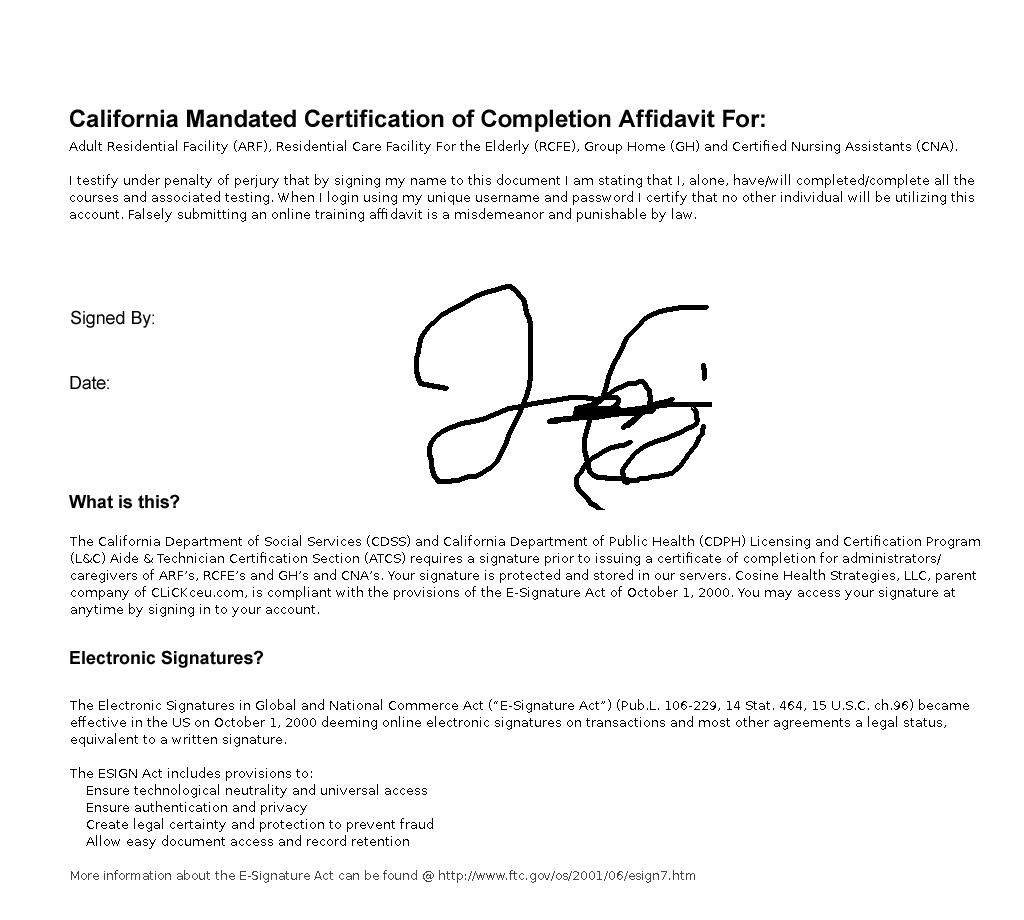 California Mandated Certification of Completion Affidavit For:
Adult Residential Facility (ARF), Residential Care Facility For the Elderly (RCFE), Group Home (GH) and Certified Nursing Assistants (CNA).
I testify under penalty of perjury that by signing my name to this document I am stating that I, alone, have/will completed/complete all the
courses and associated testing. When I login using my unique username and password I certify that no other individual will be utilizing this
account. Falsely submitting an online training affidavit is a misdemeanor and punishable by law.
Signed By:
Date:
What is this?
The California Department of Social Services (CDSS) and California Department of Public Health (CDPH) Licensing and Certification Program
(L&C) Aide & Technician Certification Section (ATCS) requires a signature prior to issuing a certificate of completion for administrators/
caregivers of ARF's, RCFE's and GH's and CNA's. Your signature is protected and stored in our servers. Cosine Health Strategies, LLC, parent
company of CLiCKceu.com, is compliant with the provisions of the E-Signature Act of October 1, 2000. You may access your signature at
anytime by signing in to your account.
Electronic Signatures?
The Electronic Signatures in Global and National Commerce Act (“E-Signature Act”) (Pub.L. 106-229, 14 Stat. 464, 15 U.S.C. ch.96) became
effective in the US on October 1, 2000 deeming online electronic signatures on transactions and most other agreements a legal status,
equivalent to a written signature.
The ESIGN Act includes provisions to:
Ensure technological neutrality and universal access
Ensure authentication and privacy
Create legal certainty and protection to prevent fraud
Allow easy document access and record retention
More information about the E-Signature Act can be found @ http://www.ftc.gov/os/2001/06/esign7.htm